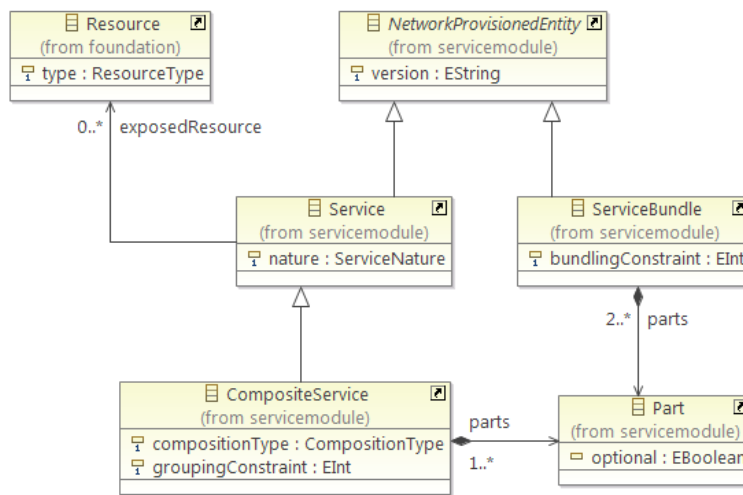 Resource
(from foundation)
type : ResourceType
NetworkProvisionedEntity
(from servicemodule)
version : EString
0..* exposedResource
Service
(from servicemodule)
nature : ServiceNature
ServiceBundle
(from servicemodule)
bundlingConstraint : EInt
2..* parts
CompositeService
(from servicemodule)
compositionType : CompositionType
groupingConstraint : EInt
parts
1..*
Part
(from servicemodule)
optional : EBoolean